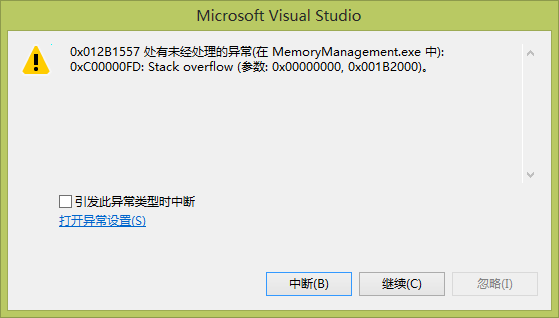 Microsoft Visual Studio
0x012B1557 处有未经处理的异常(在 MemoryManagement.exe 中):
0xC00000FD: Stack overflow (参数: 0x00000000, 0x001B2000)。
引发此异常类型时中断
打开异常设置(S)
中断(B)
继续(C)
忽略(I)